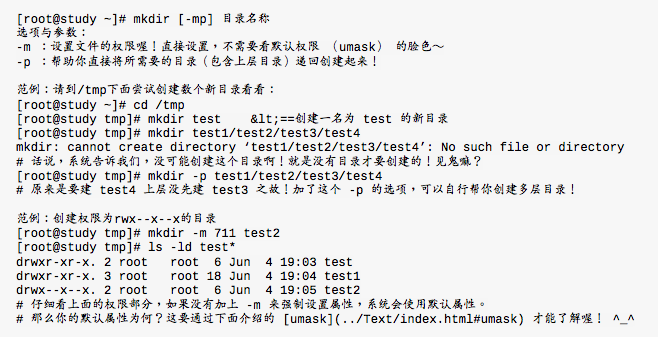 [root@study ~]# mkdir [-mp] 目录名称
选项与参数：
-m ：设置文件的权限喔！直接设置，不需要看默认权限 （umask） 的脸色～
-p ：帮助你直接将所需要的目录（包含上层目录）递回创建起来！
范例：请到/tmp下面尝试创建数个新目录看看：
[root@study ~]# cd /tmp
[root@study tmp]# mkdir test    &lt;==创建一名为 test 的新目录
[root@study tmp]# mkdir test1/test2/test3/test4
mkdir: cannot create directory ‘test1/test2/test3/test4’: No such file or directory
# 话说，系统告诉我们，没可能创建这个目录啊！就是没有目录才要创建的！见鬼嘛？
[root@study tmp]# mkdir -p test1/test2/test3/test4
# 原来是要建 test4 上层没先建 test3 之故！加了这个 -p 的选项，可以自行帮你创建多层目录！
范例：创建权限为rwx--x--x的目录
[root@study tmp]# mkdir -m 711 test2
[root@study tmp]# ls -ld test*
drwxr-xr-x. 2 root   root  6 Jun  4 19:03 test
drwxr-xr-x. 3 root   root 18 Jun  4 19:04 test1
drwx--x--x. 2 root   root  6 Jun  4 19:05 test2
# 仔细看上面的权限部分，如果没有加上 -m 来强制设置属性，系统会使用默认属性。
# 那么你的默认属性为何？这要通过下面介绍的 [umask](../Text/index.html#umask) 才能了解喔！ ^_^